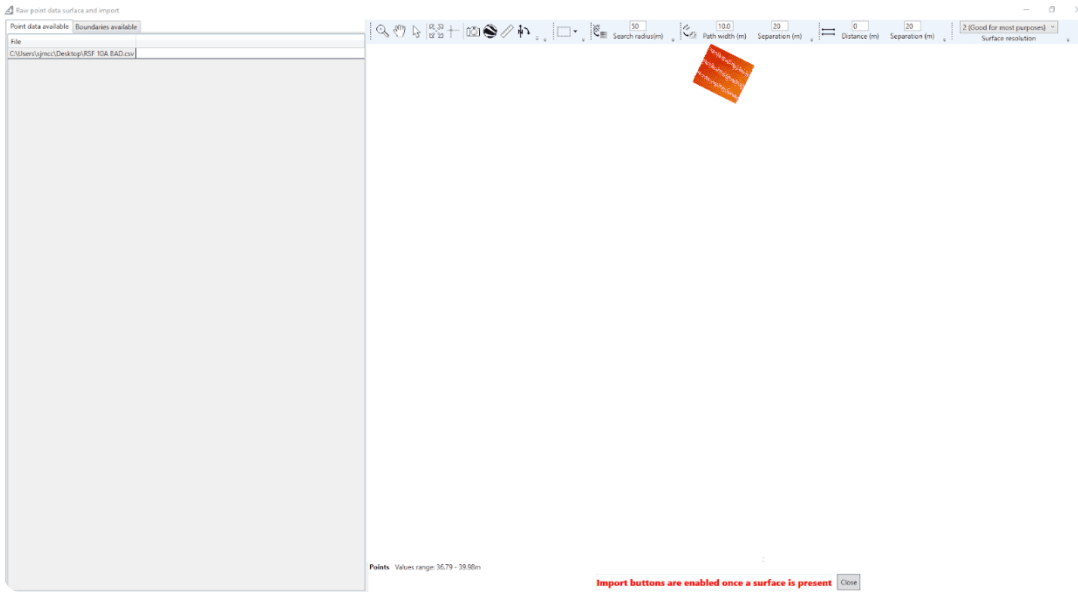 Raw point data surface and import
Point data available Boundaries available
File
C:\Users\sjmcc\Desktop\RSF 10A BAD.csv
50 10.0 20 0 20 2 (Good for most purposes)
Search radius(m) Path width (m) Separation (m) Distance (m) Separation (m) Surface resolution
Points Values range: 36.79 - 39.98m
Import buttons are enabled once a surface is present Close